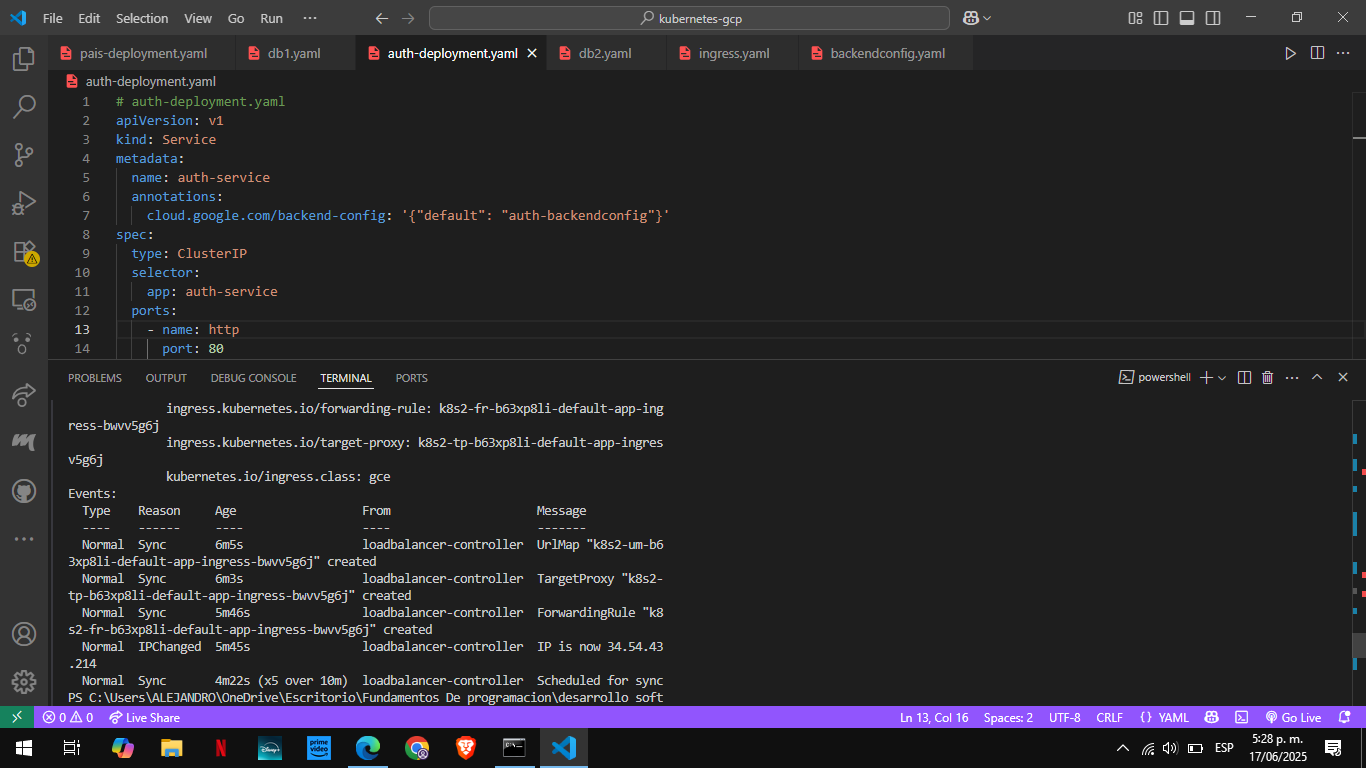 File Edit Selection View Go Run ···
kubernetes-gcp
pais-deployment.yaml
db1.yaml
auth-deployment.yaml
db2.yaml
ingress.yaml
backendconfig.yaml
auth-deployment.yaml
1 # auth-deployment.yaml
2 apiVersion: v1
3 kind: Service
4 metadata:
5 name: auth-service
6 annotations:
7 cloud.google.com/backend-config: '{"default": "auth-backendconfig"}'
8 spec:
9 type: ClusterIP
10 selector:
11 app: auth-service
12 ports:
13 - name: http
14 port: 80
PROBLEMS OUTPUT DEBUG CONSOLE TERMINAL PORTS
powershell
ingress.kubernetes.io/forwarding-rule: k8s2-fr-b63xp8li-default-app-ing
ress-bwvv5g6j
ingress.kubernetes.io/target-proxy: k8s2-tp-b63xp8li-default-app-ingres
v5g6j
kubernetes.io/ingress.class: gce
Events:
Type Reason Age From Message
---- ------ ---- ---- -------
Normal Sync 6m5s loadbalancer-controller UrlMap "k8s2-um-b6
3xp8li-default-app-ingress-bwvv5g6j" created
Normal Sync 6m3s loadbalancer-controller TargetProxy "k8s2-
tp-b63xp8li-default-app-ingress-bwvv5g6j" created
Normal Sync 5m46s loadbalancer-controller ForwardingRule "k8
s2-fr-b63xp8li-default-app-ingress-bwvv5g6j" created
Normal IPChanged 5m45s loadbalancer-controller IP is now 34.54.43
.214
Normal Sync 4m22s (x5 over 10m) loadbalancer-controller Scheduled for sync
PS C:\Users\ALEJANDRO\OneDrive\Escritorio\Fundamentos De programacion\desarrollo soft
0 0 Live Share
Ln 13, Col 16 Spaces: 2 UTF-8 CRLF {} YAML Go Live
ESP
5:28 p. m.
17/06/2025